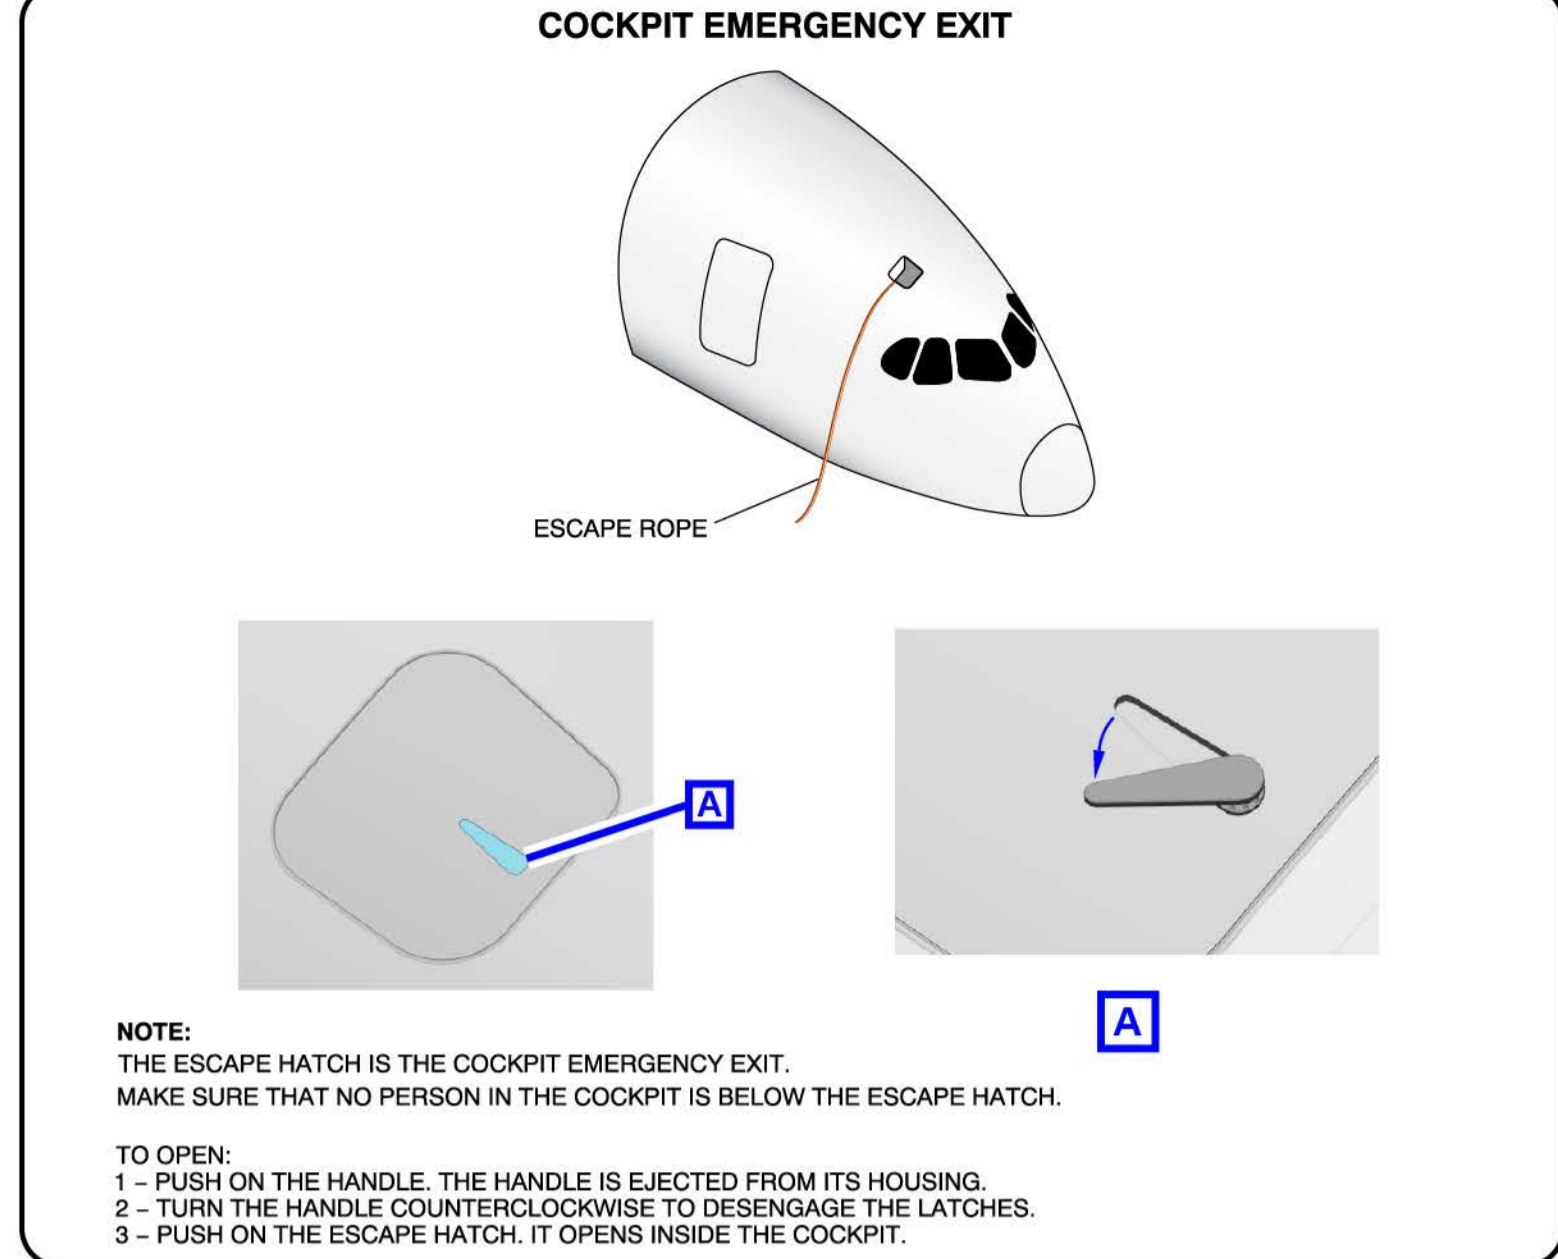 COCKPIT EMERGENCY EXIT
ESCAPE ROPE
A
A
NOTE:
THE ESCAPE HATCH IS THE COCKPIT EMERGENCY EXIT.
MAKE SURE THAT NO PERSON IN THE COCKPIT IS BELOW THE ESCAPE HATCH.
TO OPEN:
1 – PUSH ON THE HANDLE. THE HANDLE IS EJECTED FROM ITS HOUSING.
2 – TURN THE HANDLE COUNTERCLOCKWISE TO DESENGAGE THE LATCHES.
3 – PUSH ON THE ESCAPE HATCH. IT OPENS INSIDE THE COCKPIT.